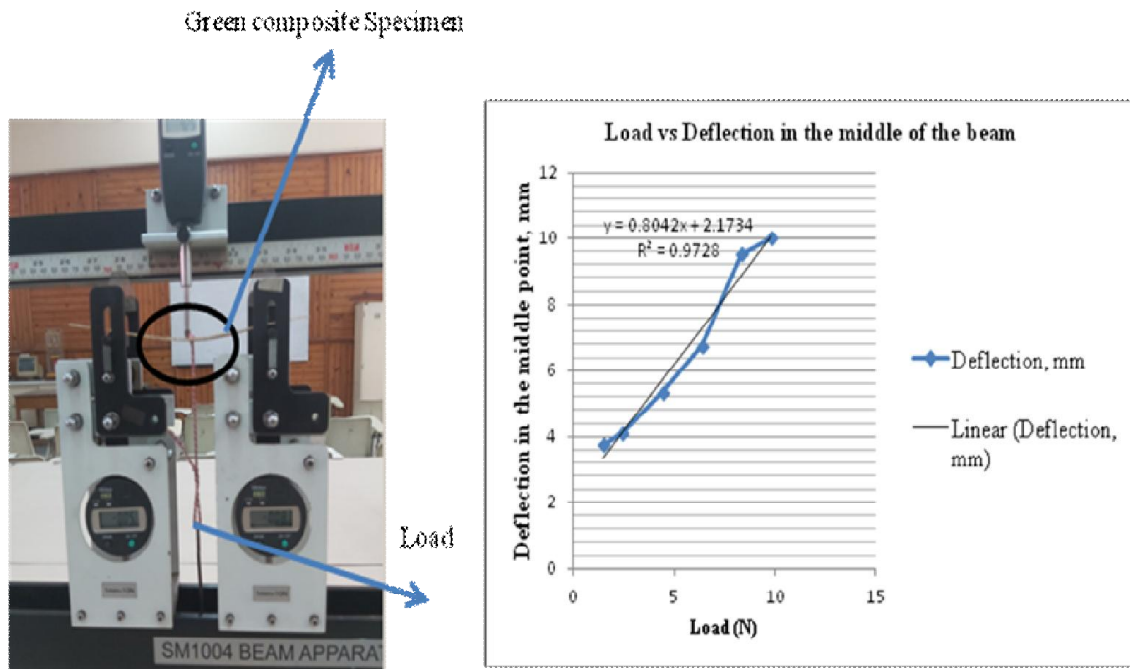 Green composite Specimen
Load
SM1004 BEAM APPARAT
Load vs Deflection in the middle of the beam
Deflection in the middle point, mm
12
10
8
6
4
2
0
y = 0.8042x + 2.1734
R² = 0.9728
0 5 10 15
Load (N)
Deflection, mm
Linear (Deflection,
mm)